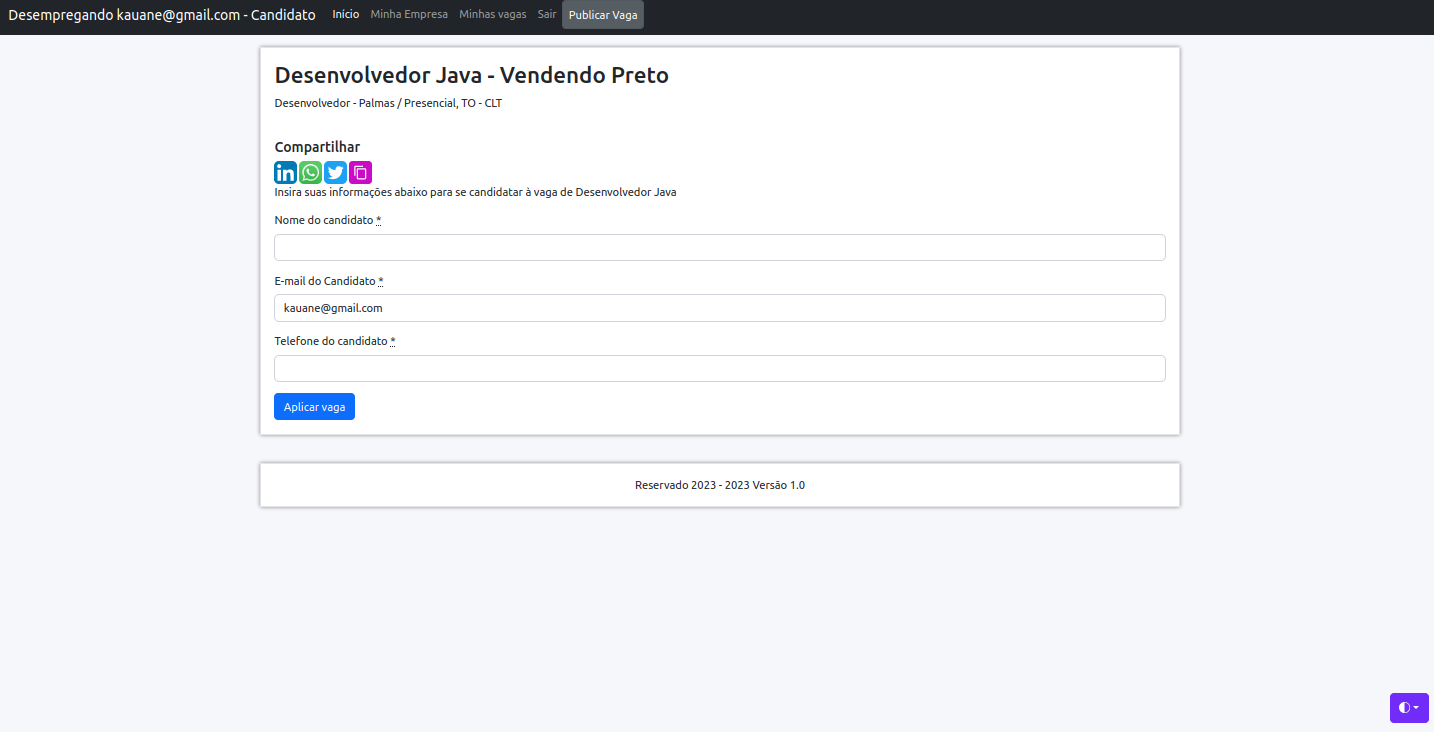 Desempregando kauane@gmail.com - Candidato Início Minha Empresa Minhas vagas Sair Publicar Vaga
Desenvolvedor Java - Vendendo Preto
Desenvolvedor - Palmas / Presencial, TO - CLT
Compartilhar
in
Insira suas informações abaixo para se candidatar à vaga de Desenvolvedor Java
Nome do candidato *
E-mail do Candidato *
kauane@gmail.com
Telefone do candidato *
Aplicar vaga
Reservado 2023 - 2023 Versão 1.0